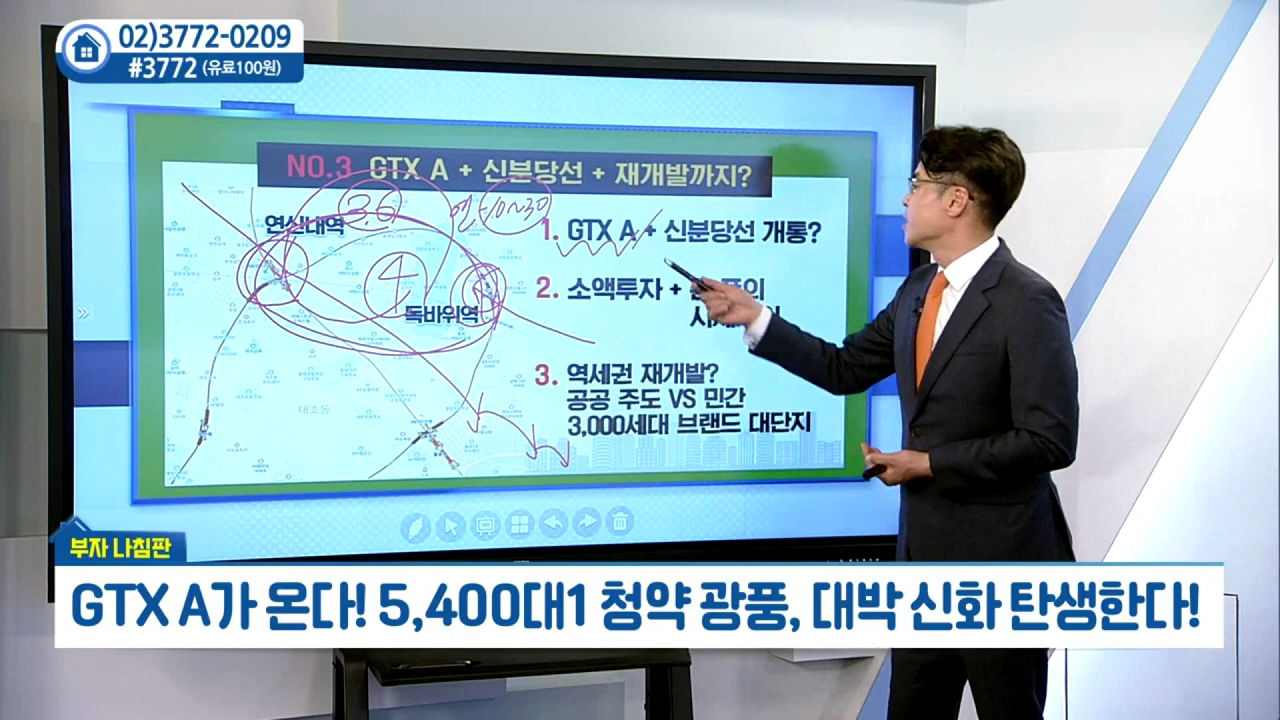 02)3772-0209
#3772 (유료100원)
NO.3 GTX A + 신분당선 + 재개발까지?
연신내역
3.6
10~30
4
독바위역
대조동
1. GTX A + 신분당선 개통?
2. 소액투자 +
3. 역세권 재개발?
공공 주도 VS 민간
3,000세대 브랜드 대단지
부자 나침판
GTX A가 온다! 5,400대1 청약 광풍, 대박 신화 탄생한다!